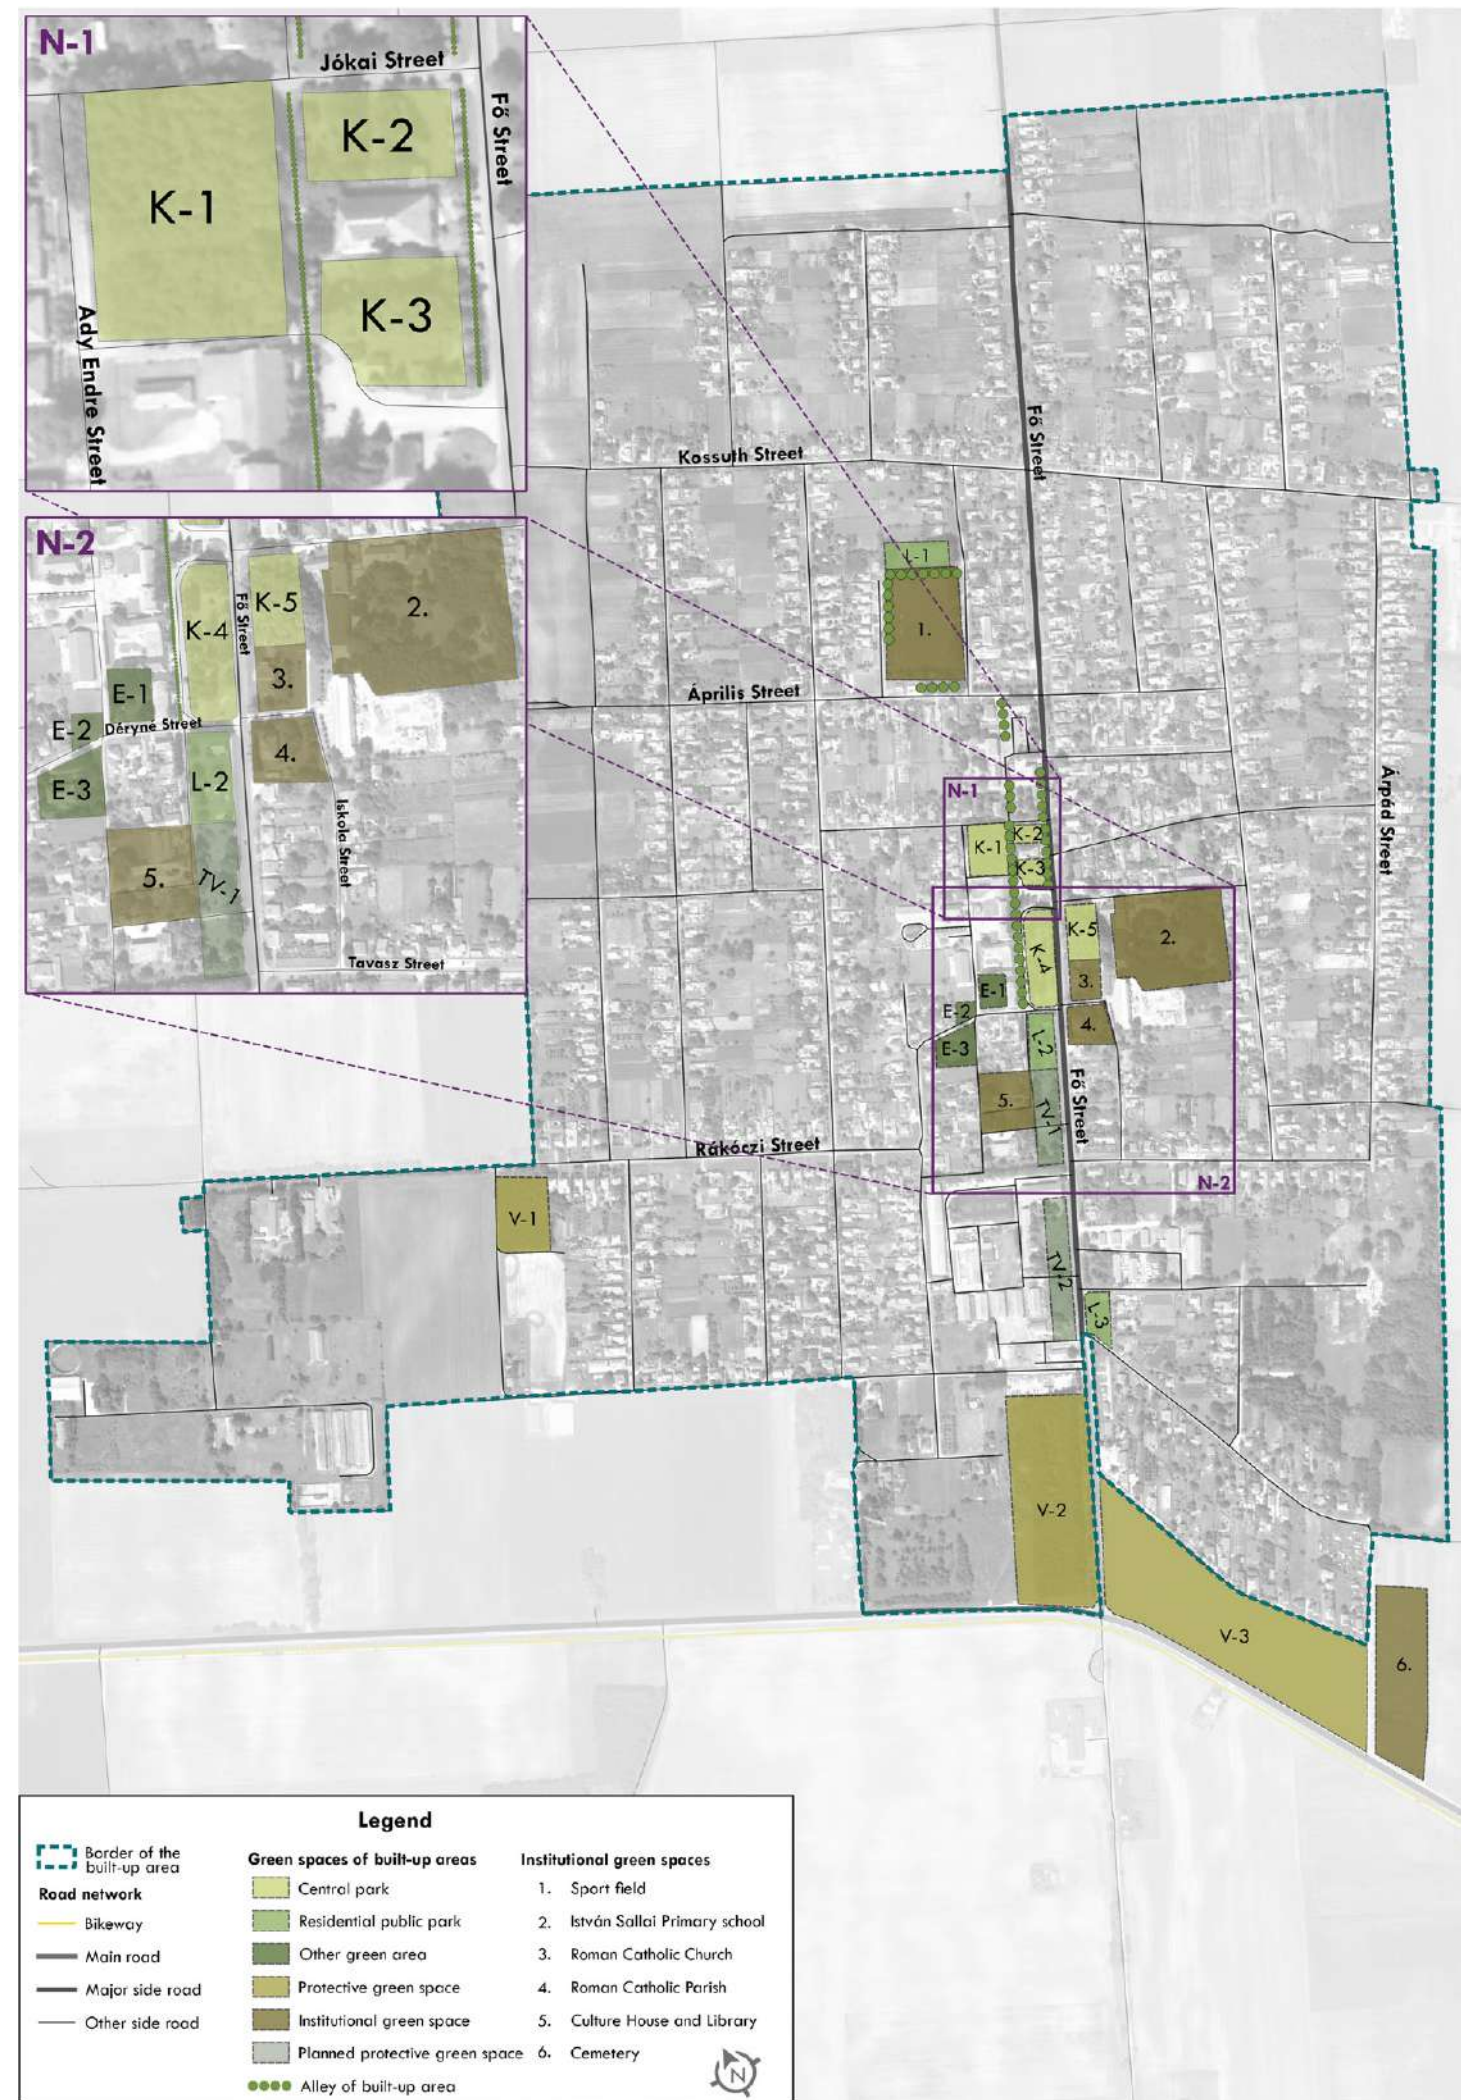 N-1
Jókai Street
Fő Street
K-2
K-1
K-3
Ady Endre Street
Fő Street
Kossuth Street
N-2
K-5
2.
K-4
Fő Street
3.
E-1
E-2
Déryné Street
4.
E-3
L-2
Iskola Street
5.
TV-1
Tavasz Street
L-1
1.
Április Street
Árpád Street
N-1
K-2
K-1
K-3
K-5
2.
K-4
3.
E-1
E-2
4.
E-3
L-2
Fő Street
5.
TV-1
Rákóczi Street
N-2
V-1
TV-2
L-3
V-2
V-3
6.
Legend
Border of the
built-up area
Road network
Bikeway
Main road
Major side road
Other side road
Green spaces of built-up areas
Central park
Residential public park
Other green area
Protective green space
Institutional green space
Planned protective green space
Alley of built-up area
Institutional green spaces
1. Sport field
2. István Sallai Primary school
3. Roman Catholic Church
4. Roman Catholic Parish
5. Culture House and Library
6. Cemetery
N